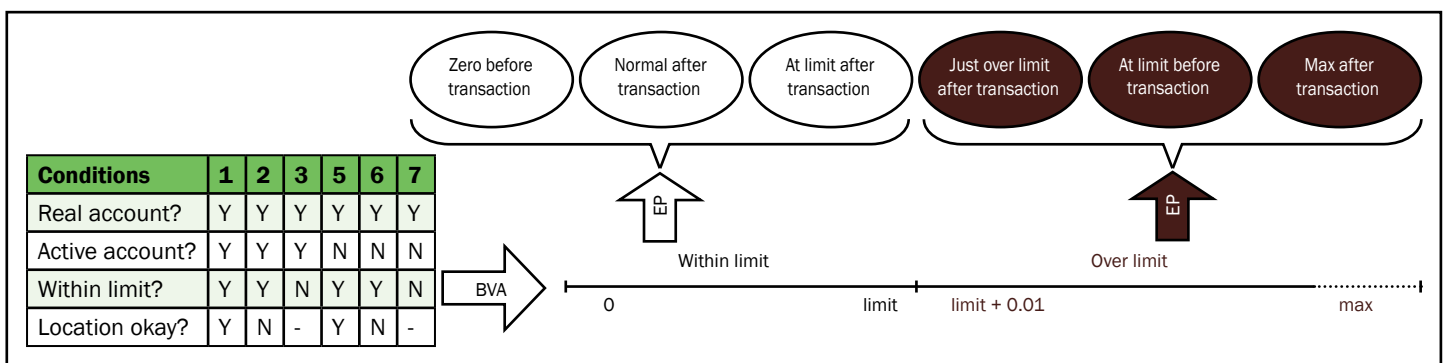 Zero before
transaction
Normal after
transaction
At limit after
transaction
Just over limit
after transaction
At limit before
transaction
Max after
transaction
Conditions 1 2 3 5 6 7
Real account? Y Y Y Y Y Y
Active account? Y Y Y N N N
Within limit? Y Y N Y Y N
Location okay? Y N - Y N -
BVA
EP
EP
Within limit
Over limit
0
limit
limit + 0.01
max